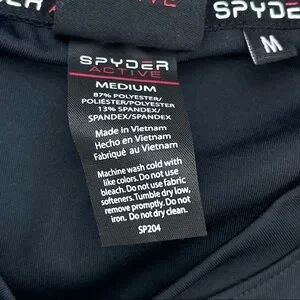 SPYDER
M
SPYDER
ACTIVE
MEDIUM
87% POLYESTER/
POLIÉSTER/POLYESTER
13% SPANDEX/
SPANDEX/SPANDEX
Made in Vietnam
Hecho en Vietnam
Fabriqué au Vietnam
Machine wash cold with
like colors. Do not use
bleach. Do not use fabric
softeners. Tumble dry low,
remove promptly. Do not
iron. Do not dry clean.
SP204